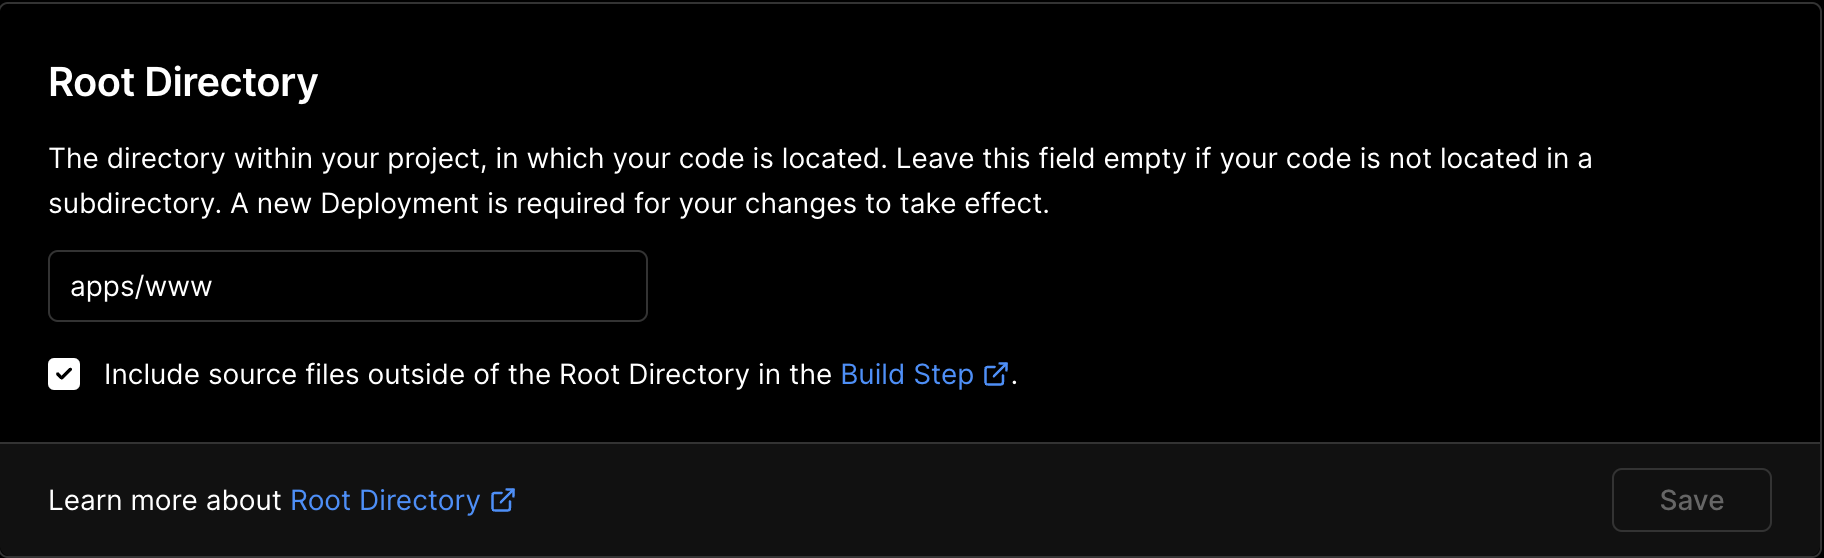 Root Directory
The directory within your project, in which your code is located. Leave this field empty if your code is not located in a
subdirectory. A new Deployment is required for your changes to take effect.
apps/www
Include source files outside of the Root Directory in the Build Step.
Learn more about Root Directory
Save